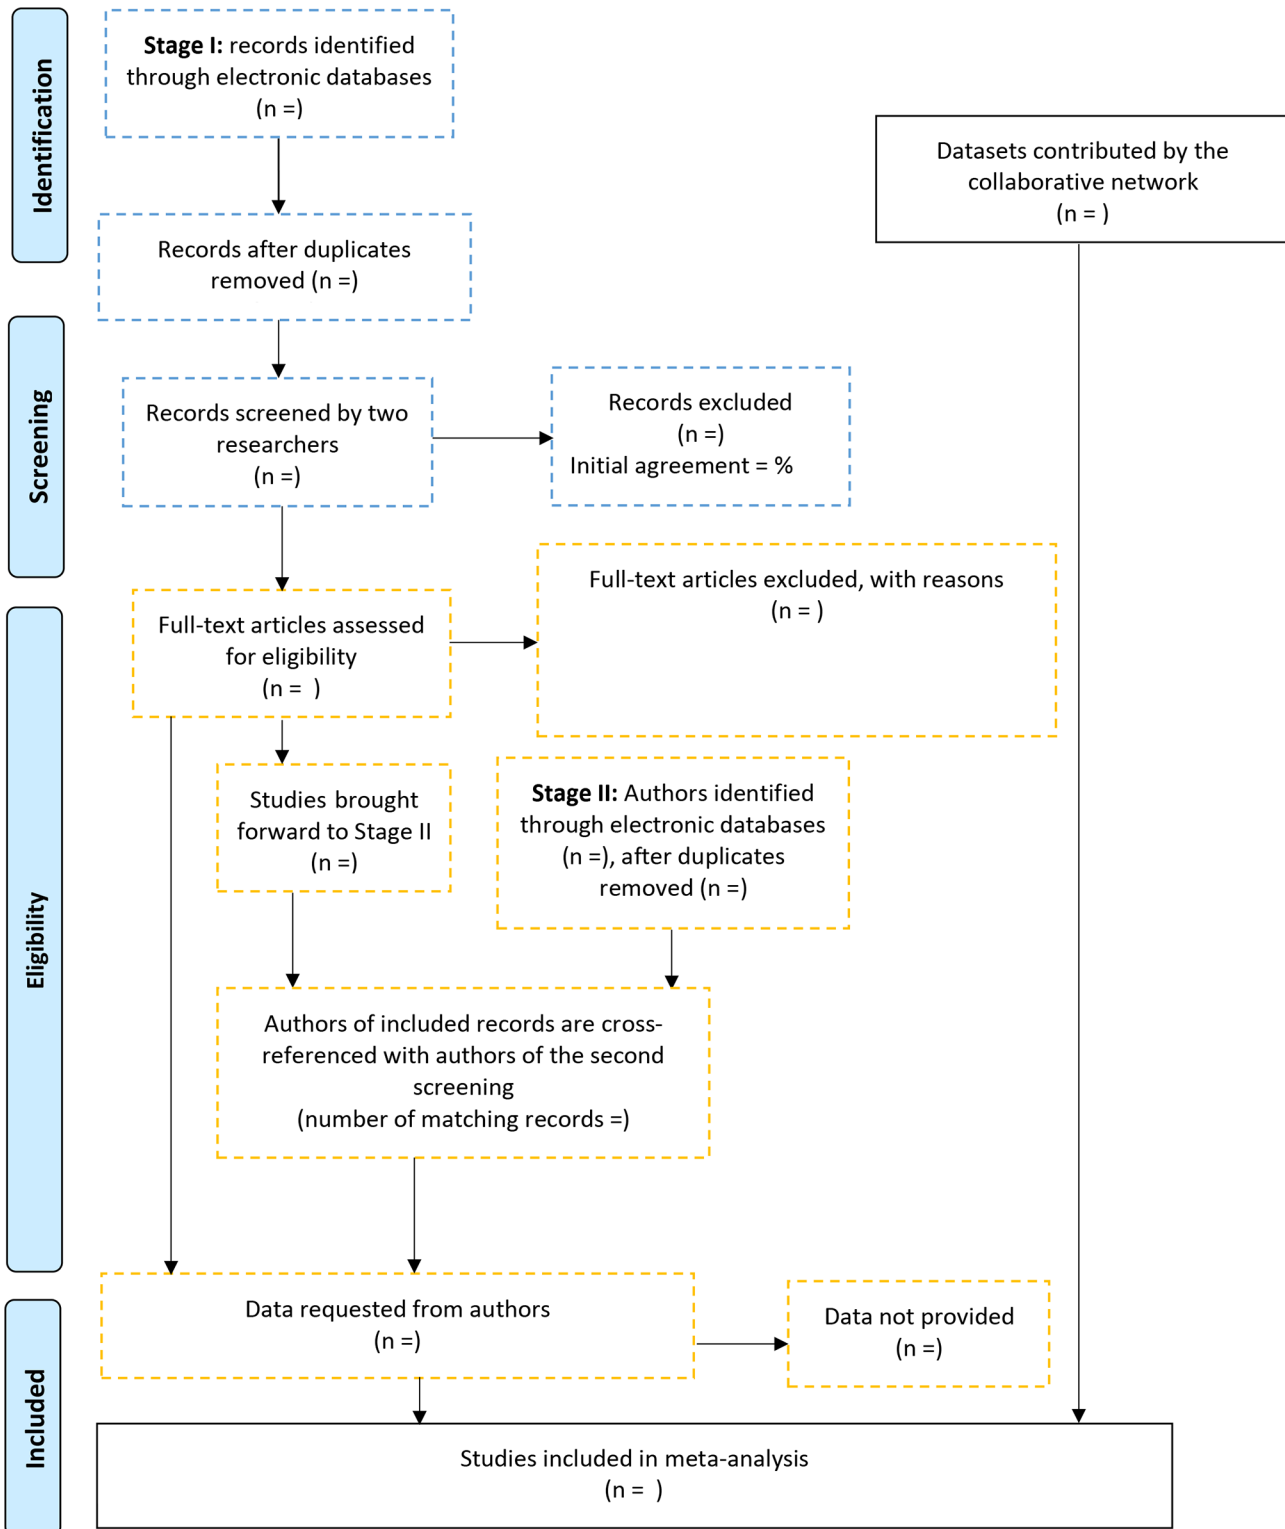 Identification
Stage I: records identified
through electronic databases
(n =)
Datasets contributed by the
collaborative network
(n = )
Records after duplicates
removed (n =)
Screening
Records screened by two
researchers
(n =)
Records excluded
(n =)
Initial agreement = %
Eligibility
Full-text articles assessed
for eligibility
(n =  )
Full-text articles excluded, with reasons
(n = )
Studies brought
forward to Stage II
(n =)
Stage II: Authors identified
through electronic databases
(n =), after duplicates
removed (n =)
Authors of included records are cross-
referenced with authors of the second
screening
(number of matching records =)
Included
Data requested from authors
(n =)
Data not provided
(n =)
Studies included in meta-analysis
(n =  )